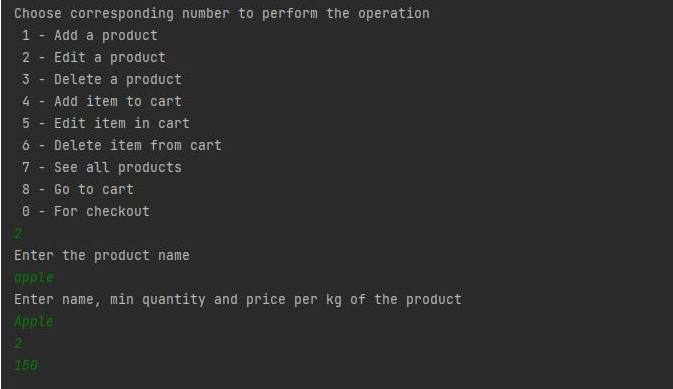 Choose corresponding number to perform the operation
1 - Add a product
2 - Edit a product
3 - Delete a product
4 - Add item to cart
5 - Edit item in cart
6 - Delete item from cart
7 - See all products
8 - Go to cart
0 - For checkout
2
Enter the product name
apple
Enter name, min quantity and price per kg of the product
Apple
2
150